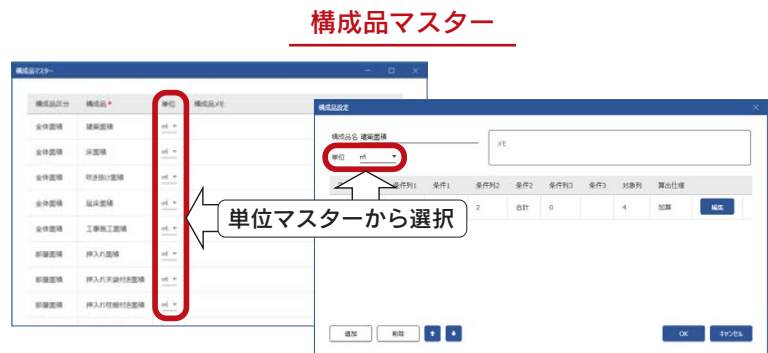 構成品マスター
構成品マスター
構成品区分 構成品* 単位 構成品メモ
全体面積 建築面積 ㎡
全体面積 床面積 ㎡
全体面積 吹き抜け面積 ㎡
全体面積 延床面積 ㎡
全体面積 工事施工面積 ㎡
部屋面積 押入れ面積 ㎡
部屋面積 押入れ天袋付き面積 ㎡
部屋面積 押入れ枕棚付き面積 ㎡
構成品設定
構成品名 建築面積
メモ
単位 ㎡
条件列1 条件1 条件列2 条件2 条件列3 条件3 対象列 算出仕様
2 合計 0 4 加算 編集
単位マスターから選択
追加 削除 OK キャンセル